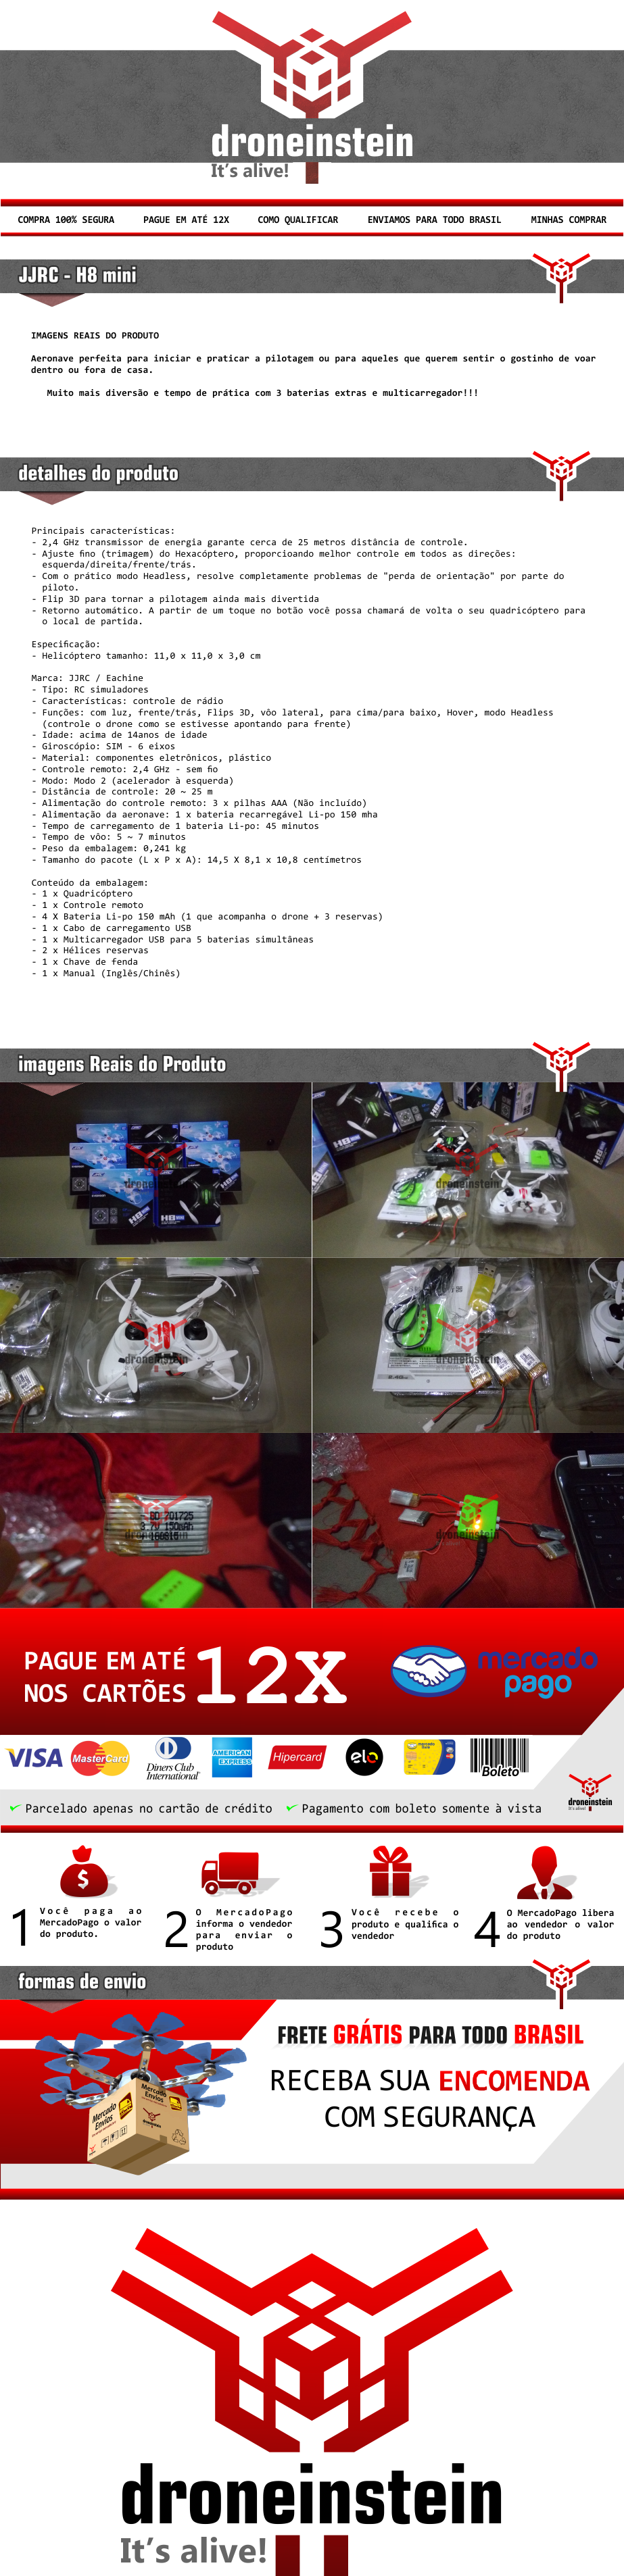 droneinstein
It's alive!
COMPRA 100% SEGURA
PAGUE EM ATÉ 12X
COMO QUALIFICAR
ENVIAMOS PARA TODO BRASIL
MINHAS COMPRAR
JJRC - H8 mini
IMAGENS REAIS DO PRODUTO
Aeronave perfeita para iniciar e praticar a pilotagem ou para aqueles que querem sentir o gostinho de voar
dentro ou fora de casa.
Muito mais diversão e tempo de prática com 3 baterias extras e multicarregador!!!
detalhes do produto
Principais características:
- 2,4 GHz transmissor de energia garante cerca de 25 metros distância de controle.
- Ajuste fino (trimagem) do Hexacóptero, proporcioando melhor controle em todos as direções:
esquerda/direita/frente/trás.
- Com o prático modo Headless, resolve completamente problemas de "perda de orientação" por parte do
piloto.
- Flip 3D para tornar a pilotagem ainda mais divertida
- Retorno automático. A partir de um toque no botão você possa chamará de volta o seu quadricóptero para
o local de partida.
Especificação:
- Helicóptero tamanho: 11,0 x 11,0 x 3,0 cm
Marca: JJRC / Eachine
- Tipo: RC simuladores
- Características: controle de rádio
- Funções: com luz, frente/trás, Flips 3D, vôo lateral, para cima/para baixo, Hover, modo Headless
(controle o drone como se estivesse apontando para frente)
- Idade: acima de 14anos de idade
- Giroscópio: SIM - 6 eixos
- Material: componentes eletrônicos, plástico
- Controle remoto: 2,4 GHz - sem fio
- Modo: Modo 2 (acelerador à esquerda)
- Distância de controle: 20 ~ 25 m
- Alimentação do controle remoto: 3 x pilhas AAA (Não incluído)
- Alimentação da aeronave: 1 x bateria recarregável Li-po 150 mha
- Tempo de carregamento de 1 bateria Li-po: 45 minutos
- Tempo de vôo: 5 ~ 7 minutos
- Peso da embalagem: 0,241 kg
- Tamanho do pacote (L x P x A): 14,5 X 8,1 x 10,8 centímetros
Conteúdo da embalagem:
- 1 x Quadricóptero
- 1 x Controle remoto
- 4 X Bateria Li-po 150 mAh (1 que acompanha o drone + 3 reservas)
- 1 x Cabo de carregamento USB
- 1 x Multicarregador USB para 5 baterias simultâneas
- 2 x Hélices reservas
- 1 x Chave de fenda
- 1 x Manual (Inglês/Chinês)
imagens Reais do Produto
H8 H8
droneinstein
droneinstein
droneinstein
droneinstein
BD 701725
3.7V 150mAh
160615
droneinstein
droneinstein
PAGUE EM ATÉ
NOS CARTÕES
12x
mercado
pago
VISA
MasterCard
Diners Club
International
AMERICAN
EXPRESS
Hipercard
elo
Boleto
Parcelado apenas no cartão de crédito
Pagamento com boleto somente à vista
droneinstein
It's alive!
1
Você paga ao
MercadoPago o valor
do produto.
2
O MercadoPago
informa o vendedor
para enviar o
produto
3
Você recebe o
produto e qualifica o
vendedor
4
O MercadoPago libera
ao vendedor o valor
do produto
formas de envio
FRETE GRÁTIS PARA TODO BRASIL
RECEBA SUA ENCOMENDA
COM SEGURANÇA
Mercado
Envios
Mercado
Envios
droneinstein
droneinstein
It's alive!